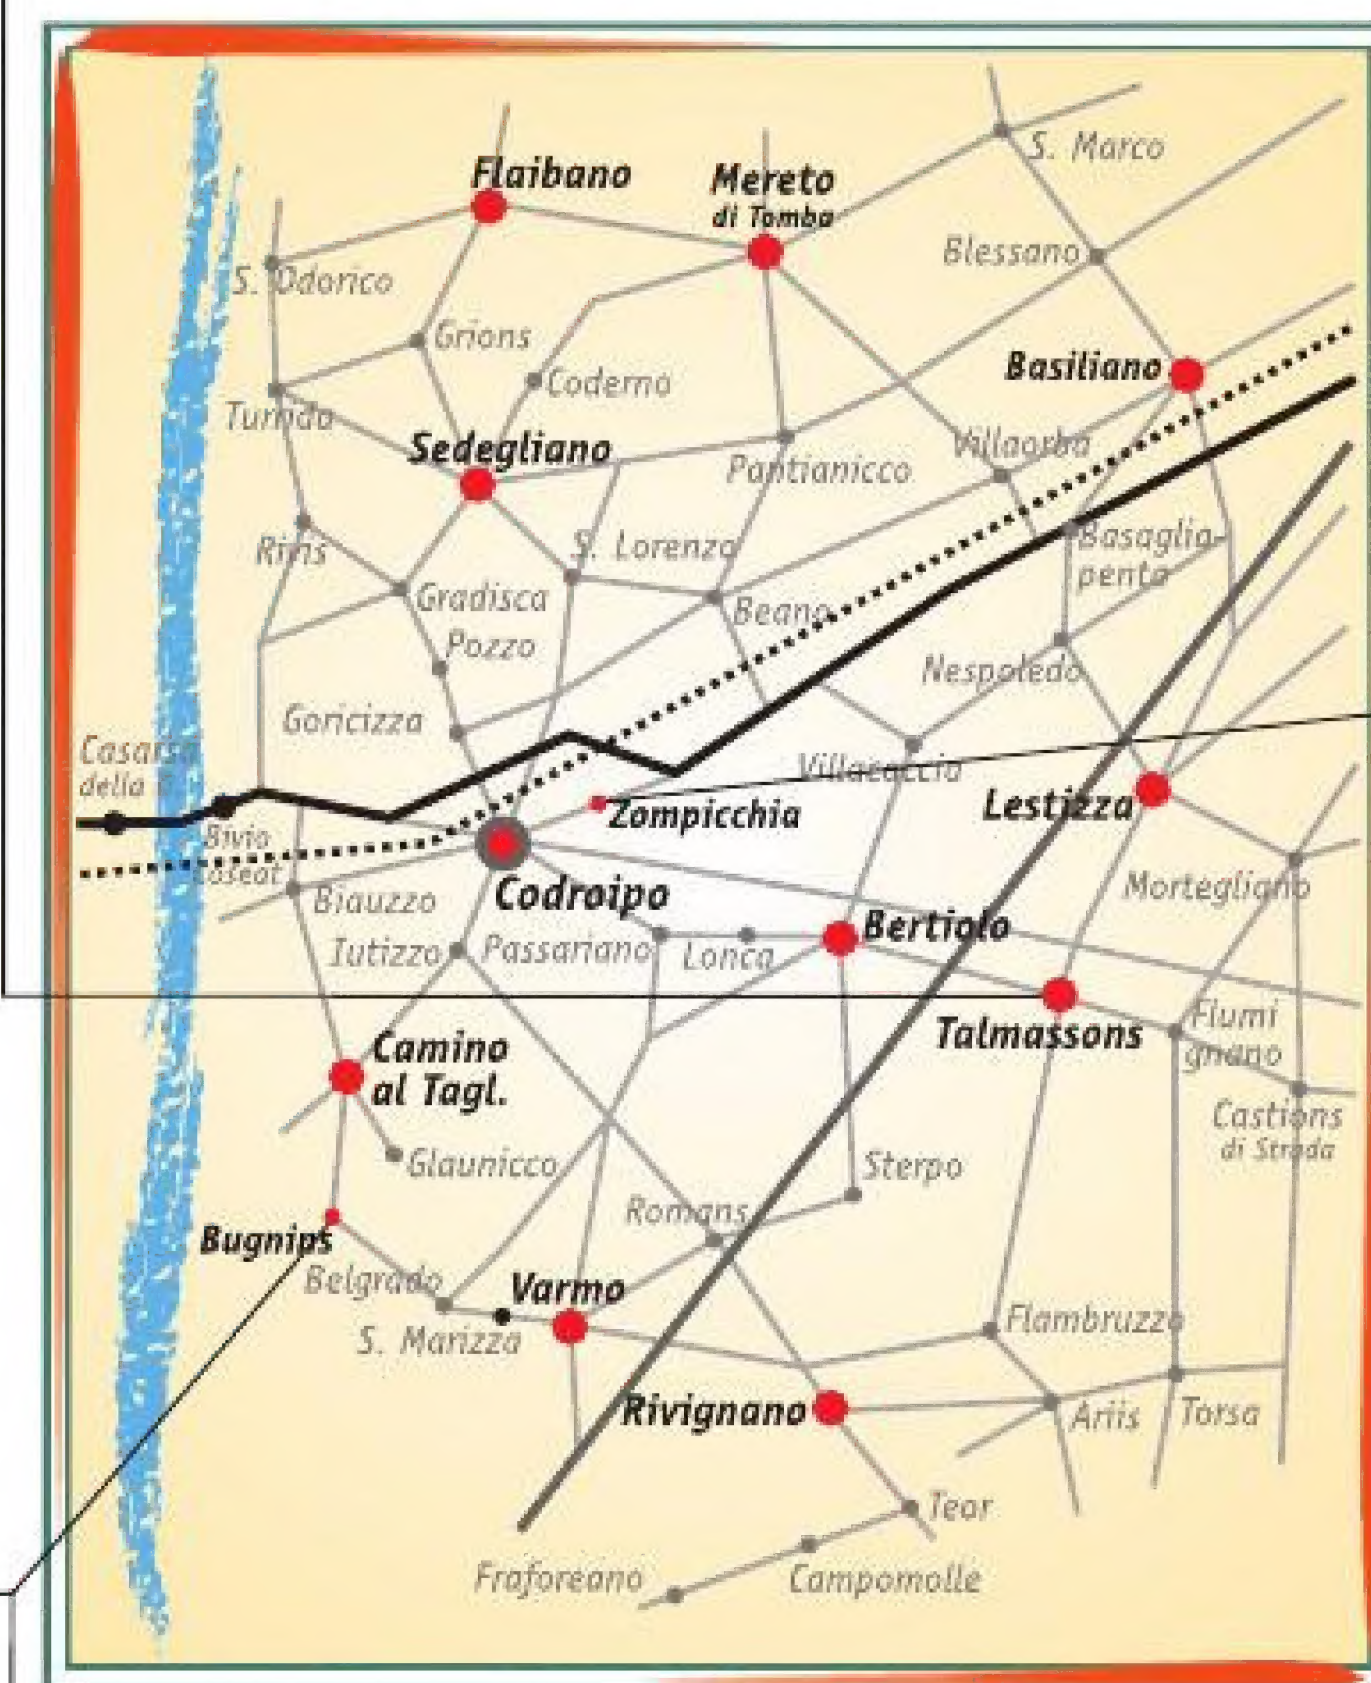 S. Marco
Flaibano
Mereto
di Tomba
Blessano
S. Odorico
Grions
Basiliano
Coderno
Turrida
Sedegliano
Villaorba
Pantianicco
Rivis
S. Lorenzo
Basaglia-
penta
Gradisca
Beano
Pozzo
Nespoledo
Goricizza
Casarsa
della D.
Villacaccia
Lestizza
Zompicchia
Bivio
Coseat
Codroipo
Biauzzo
Mortegliano
Bertiolo
Iutizzo
Passariano
Lonca
Talmassons
Flumi
gnano
Camino
al Tagl.
Castions
di Strada
Glaunicco
Sterpo
Romans
Bugnips
Belgrado
Varmo
S. Marizza
Flambruzzo
Rivignano
Ariis
Torsa
Teor
Fraforeano
Campomolle